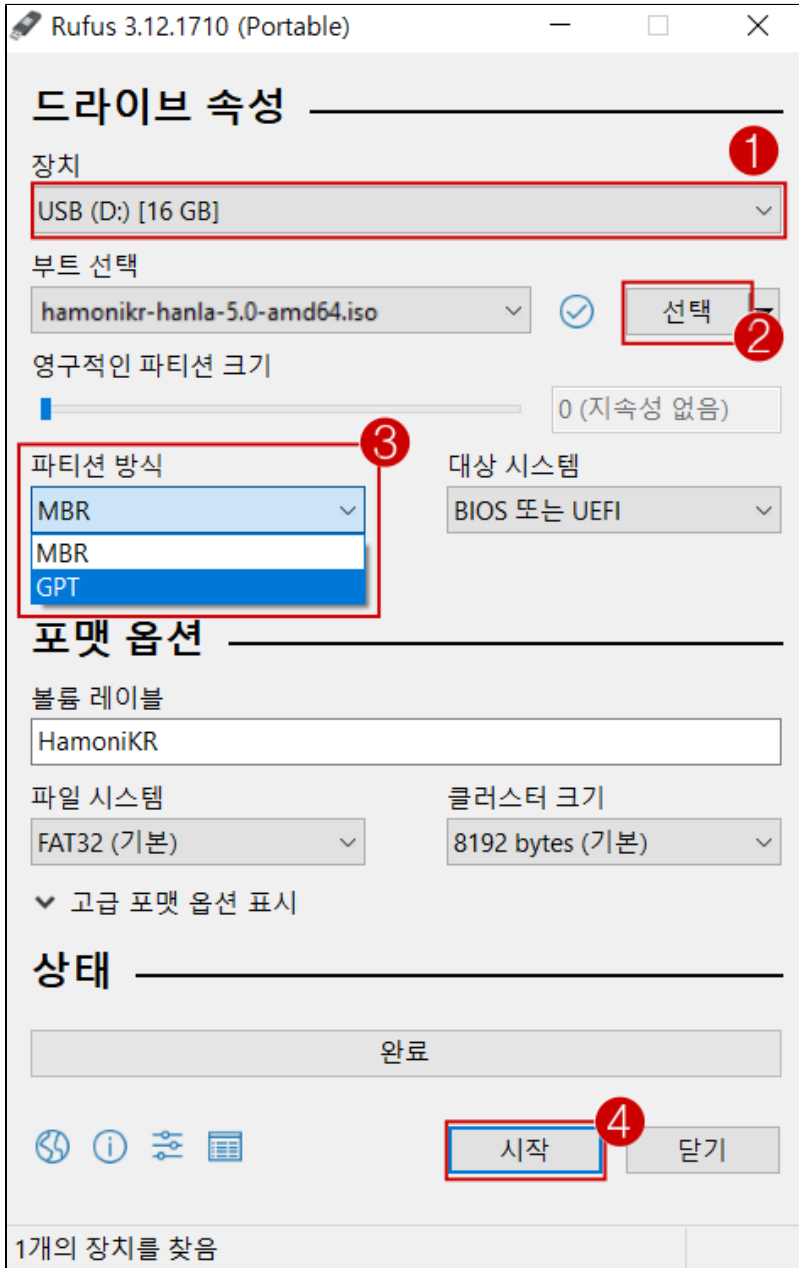 Rufus 3.12.1710 (Portable)
드라이브 속성
1
장치
USB (D:) [16 GB]
부트 선택
hamonikr-hanla-5.0-amd64.iso 선택
2
영구적인 파티션 크기
0 (지속성 없음)
3
파티션 방식 대상 시스템
MBR BIOS 또는 UEFI
MBR
GPT
포맷 옵션
볼륨 레이블
HamoniKR
파일 시스템 클러스터 크기
FAT32 (기본) 8192 bytes (기본)
고급 포맷 옵션 표시
상태
완료
4
시작 닫기
1개의 장치를 찾음